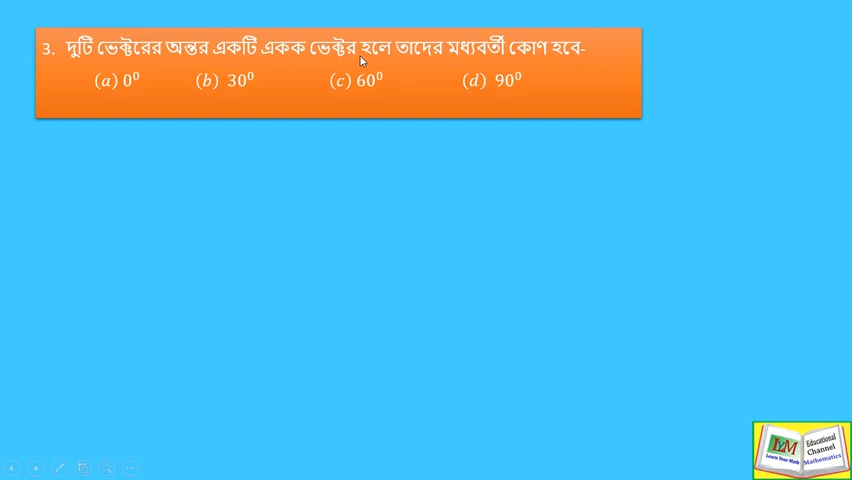 3. দুটি ভেক্টরের অন্তর একটি একক ভেক্টর হলে তাদের মধ্যবর্তী কোণ হবে-
(a) 0⁰ (b) 30⁰ (c) 60⁰ (d) 90⁰
LYM
Learn Your Math
Educational
Channel
Mathematics